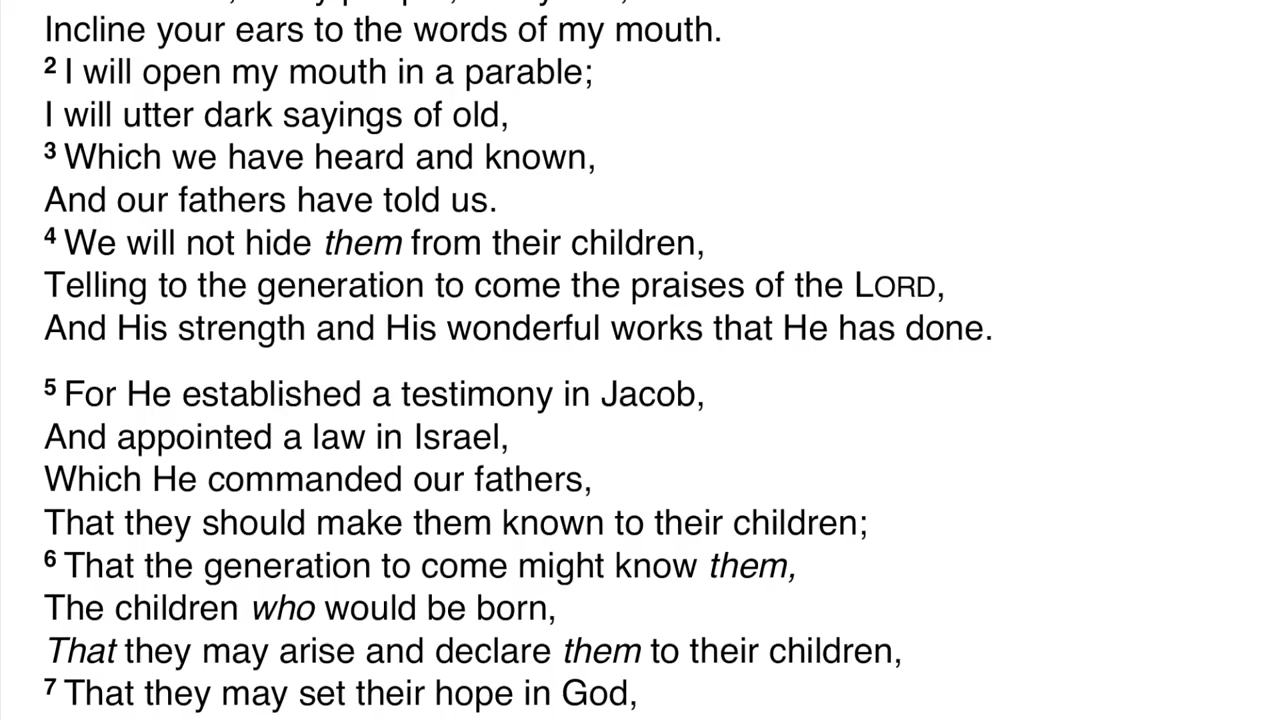 Incline your ears to the words of my mouth.
2 I will open my mouth in a parable;
I will utter dark sayings of old,
3 Which we have heard and known,
And our fathers have told us.
4 We will not hide them from their children,
Telling to the generation to come the praises of the LORD,
And His strength and His wonderful works that He has done.
5 For He established a testimony in Jacob,
And appointed a law in Israel,
Which He commanded our fathers,
That they should make them known to their children;
6 That the generation to come might know them,
The children who would be born,
That they may arise and declare them to their children,
7 That they may set their hope in God,